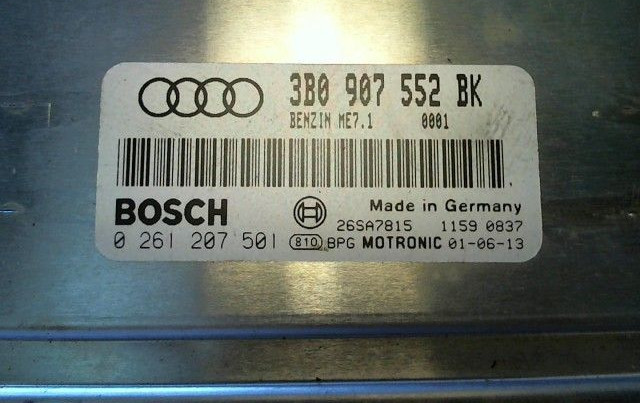 3B0 907 552 BK
BENZIN ME7.1 0001
BOSCH Made in Germany
26SA7815 1159 0837
0 261 207 501 810 BPG MOTRONIC 01-06-13